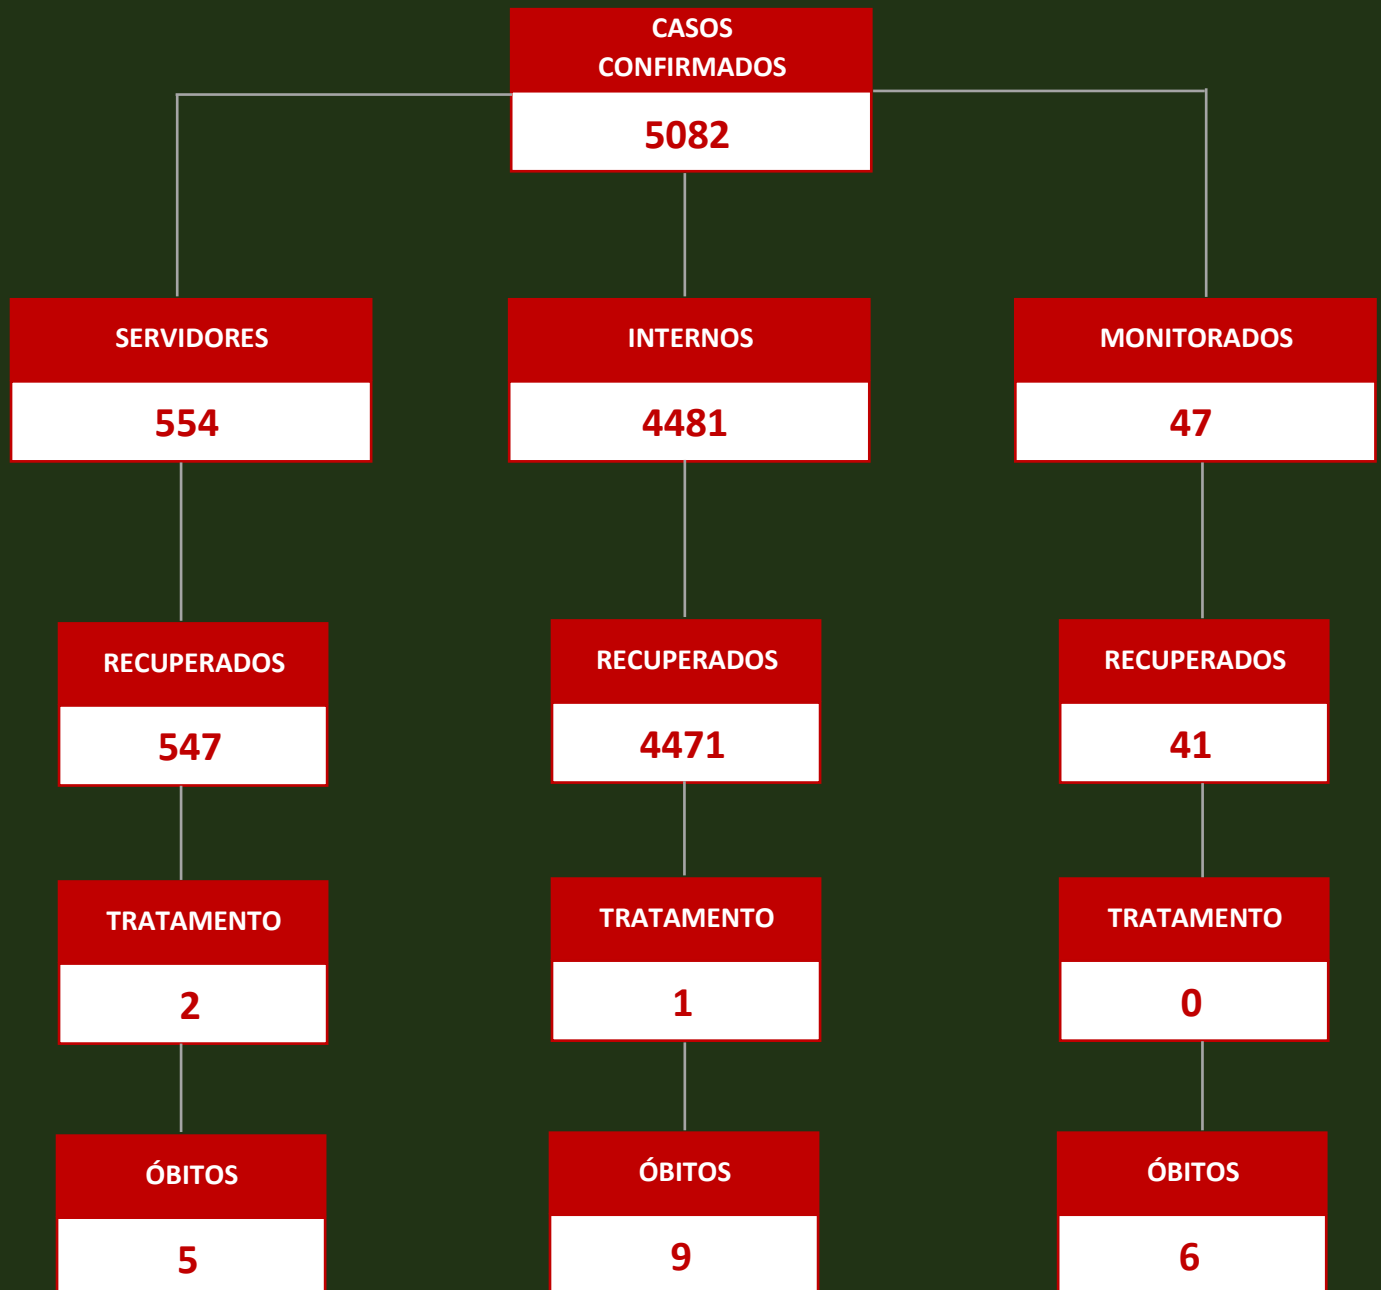 CASOS
CONFIRMADOS
5082
SERVIDORES
554
INTERNOS
4481
MONITORADOS
47
RECUPERADOS
547
RECUPERADOS
4471
RECUPERADOS
41
TRATAMENTO
2
TRATAMENTO
1
TRATAMENTO
0
ÓBITOS
5
ÓBITOS
9
ÓBITOS
6